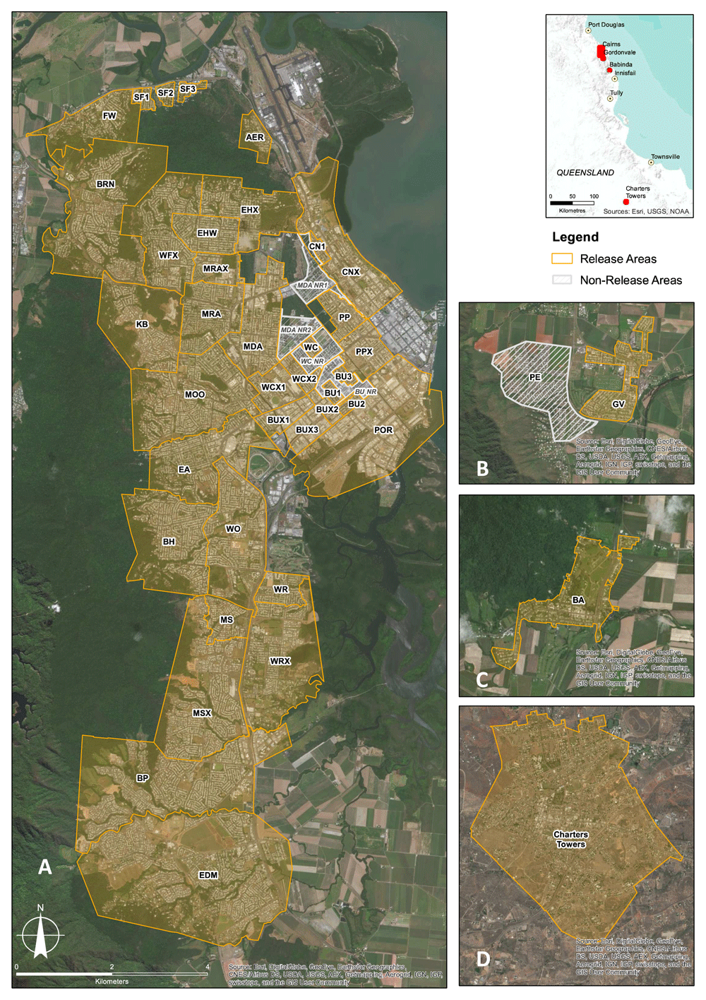 SF1
SF2
SF3
FW
AER
BRN
EHX
EHW
CN1
WFX
MRAX
CNX
MDA NR1
MRA
PP
KB
MDA NR2
MDA
WC
PPX
WC NR
BU3
WCX2
WCX1
BU1
BU NR
MOO
BU2
BUX2
BUX1
BUX3
POR
EA
WO
BH
WR
MS
WRX
MSX
BP
EDM
A
N
0 2 4
Kilometers
Source: Esri, DigitalGlobe, GeoEye, Earthstar Geographics,
CNES/Airbus DS, USDA, USGS, AEX, Getmapping, Aerogrid, IGN, IGP,
swisstopo, and the GIS User Community
Port Douglas
Cairns
Gordonvale
Babinda
Innisfail
Tully
Townsville
QUEENSLAND
Charters
Towers
0 50 100
Kilometres
Sources: Esri, USGS, NOAA
Legend
Release Areas
Non-Release Areas
PE
GV
B
Source: Esri, DigitalGlobe, GeoEye,
Earthstar Geographics, CNES/Airbus
DS, USDA, USGS, AEX, Getmapping,
Aerogrid, IGN, IGP, swisstopo, and the
GIS User Community
BA
C
Source: Esri, DigitalGlobe, GeoEye,
Earthstar Geographics, CNES/Airbus
DS, USDA, USGS, AEX, Getmapping,
Aerogrid, IGN, IGP, swisstopo, and the
GIS User Community
Charters
Towers
D
Source: Esri, DigitalGlobe, GeoEye,
Earthstar Geographics, CNES/Airbus
DS, USDA, USGS, AEX, Getmapping,
Aerogrid, IGN, IGP, swisstopo, and the
GIS User Community